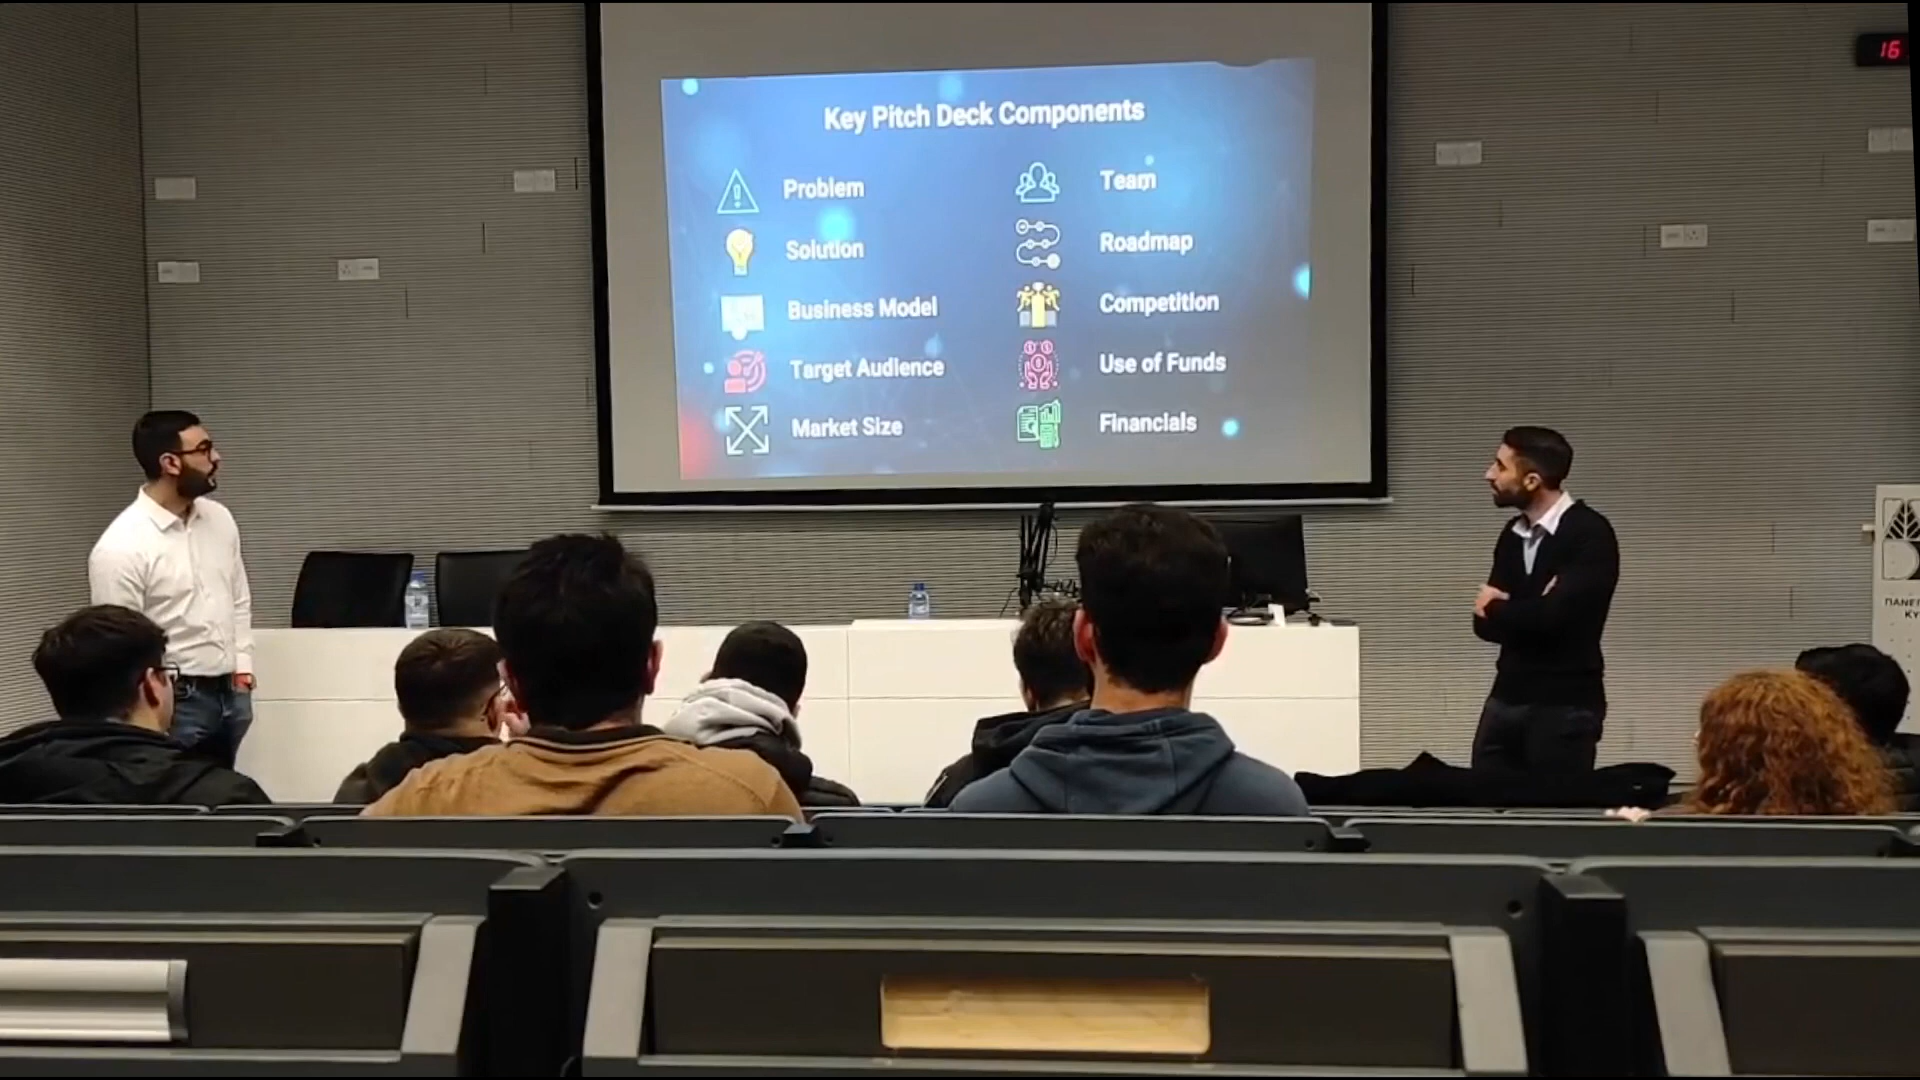 Key Pitch Deck Components
Problem
Solution
Business Model
Target Audience
Market Size
Team
Roadmap
Competition
Use of Funds
Financials
16